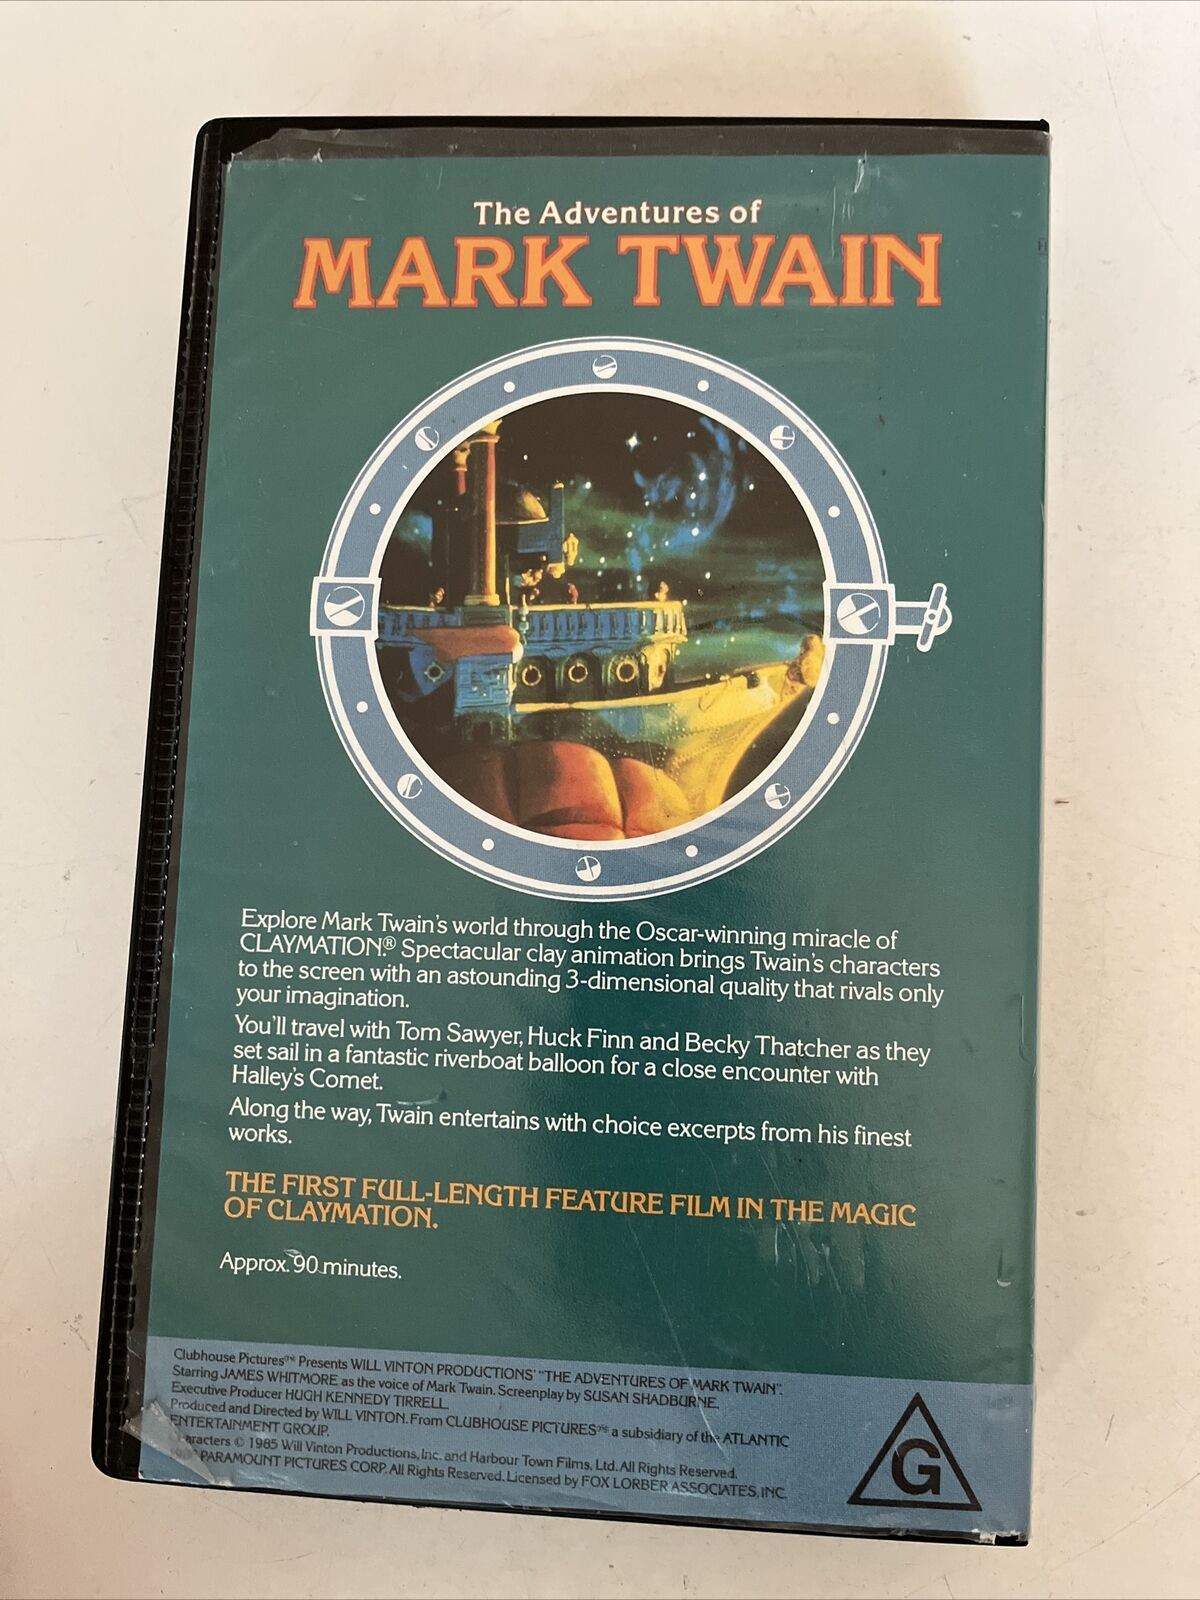 The Adventures of
MARK TWAIN
Explore Mark Twain's world through the Oscar-winning miracle of
CLAYMATION.® Spectacular clay animation brings Twain's characters
to the screen with an astounding 3-dimensional quality that rivals only
your imagination.
You'll travel with Tom Sawyer, Huck Finn and Becky Thatcher as they
set sail in a fantastic riverboat balloon for a close encounter with
Halley's Comet.
Along the way, Twain entertains with choice excerpts from his finest
works.
THE FIRST FULL-LENGTH FEATURE FILM IN THE MAGIC
OF CLAYMATION.
Approx. 90 minutes.
Clubhouse Pictures™ Presents WILL VINTON PRODUCTIONS' "THE ADVENTURES OF MARK TWAIN".
Starring JAMES WHITMORE as the voice of Mark Twain. Screenplay by SUSAN SHADBURNE.
Executive Producer HUGH KENNEDY TIRRELL.
Produced and Directed by WILL VINTON. From CLUBHOUSE PICTURES™ a subsidiary of the ATLANTIC
ENTERTAINMENT GROUP.
© 1985 Will Vinton Productions, Inc. and Harbour Town Films, Ltd. All Rights Reserved.
PARAMOUNT PICTURES CORP. All Rights Reserved. Licensed by FOX LORBER ASSOCIATES, INC.
G